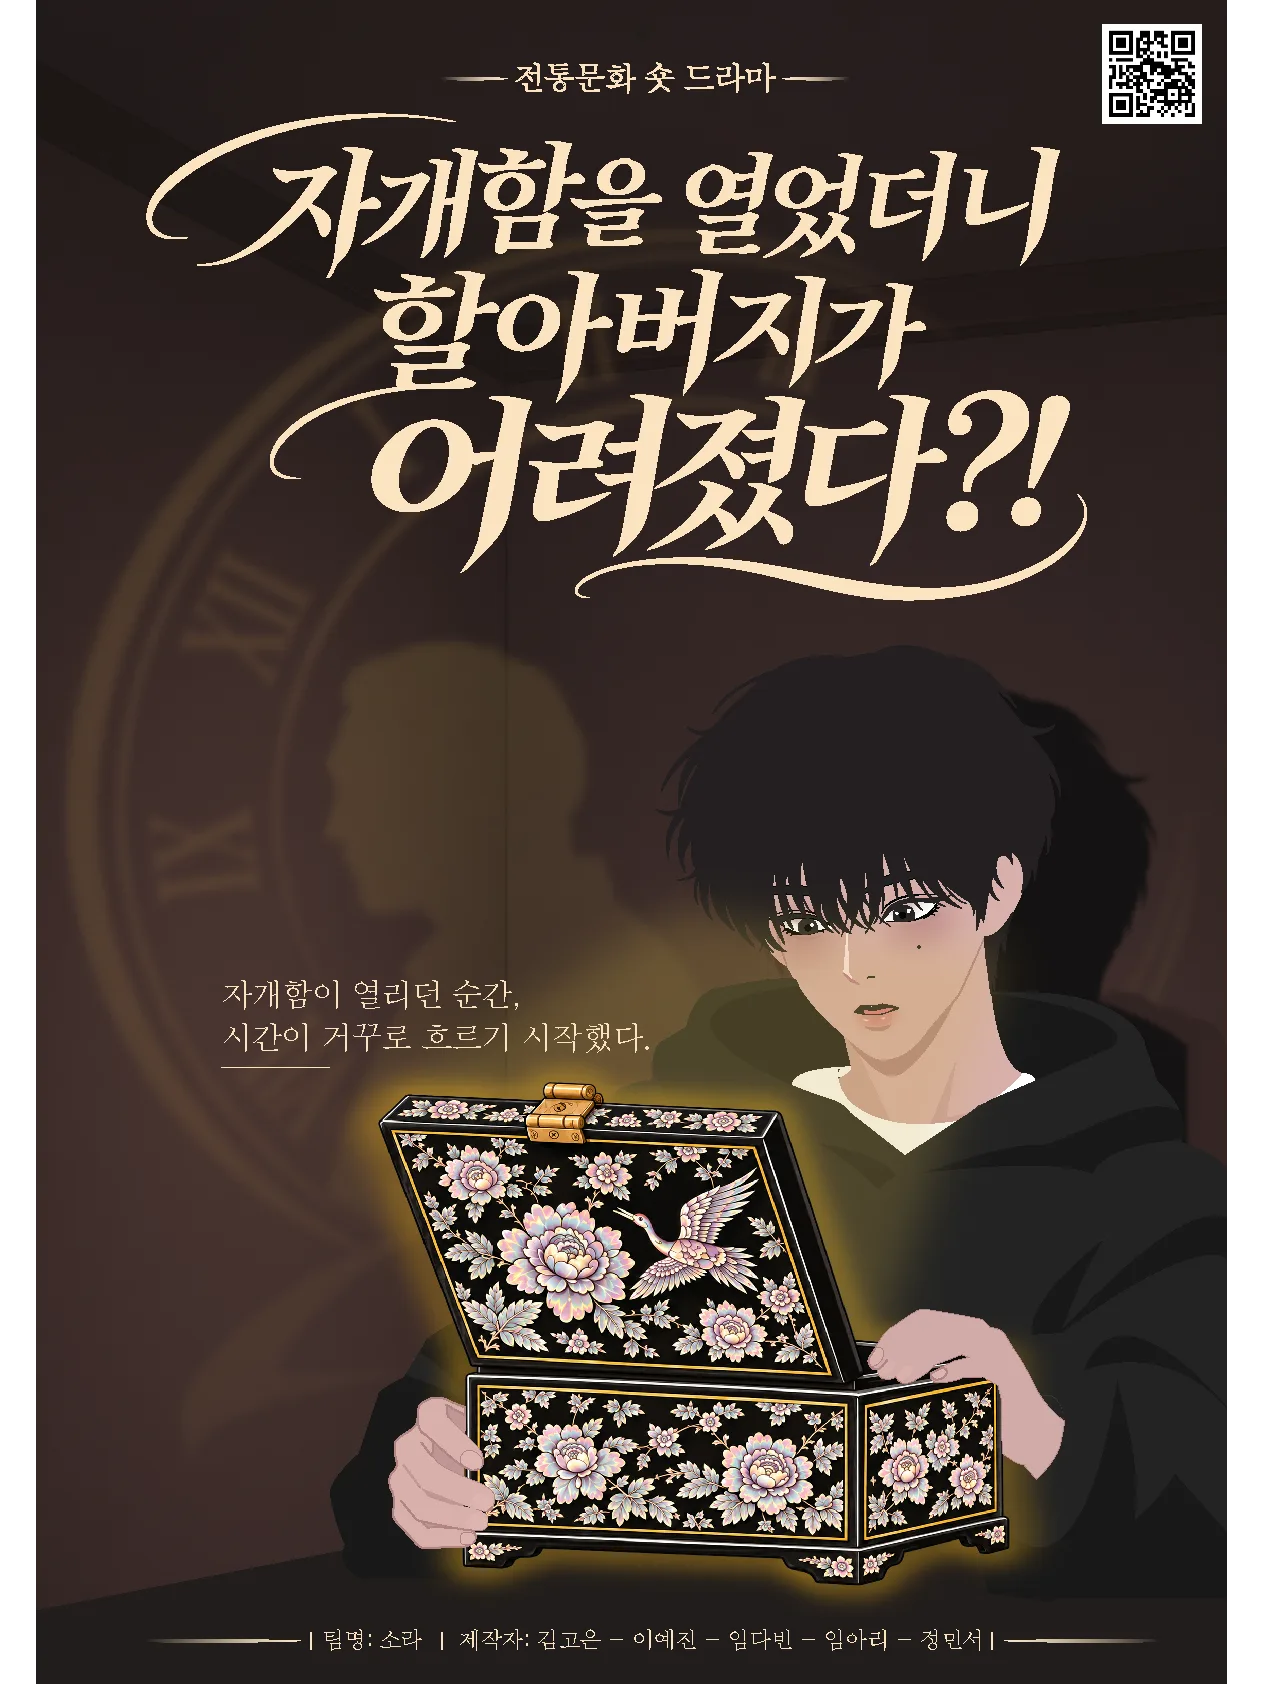 전통문화 숏 드라마
자개함을 열었더니
할아버지가
어려졌다?!
XII
IX
자개함이 열리던 순간,
시간이 거꾸로 흐르기 시작했다.
| 팀명: 소라 | 제작자: 김고은 – 이예진 – 임다빈 – 임아리 – 정민서 |